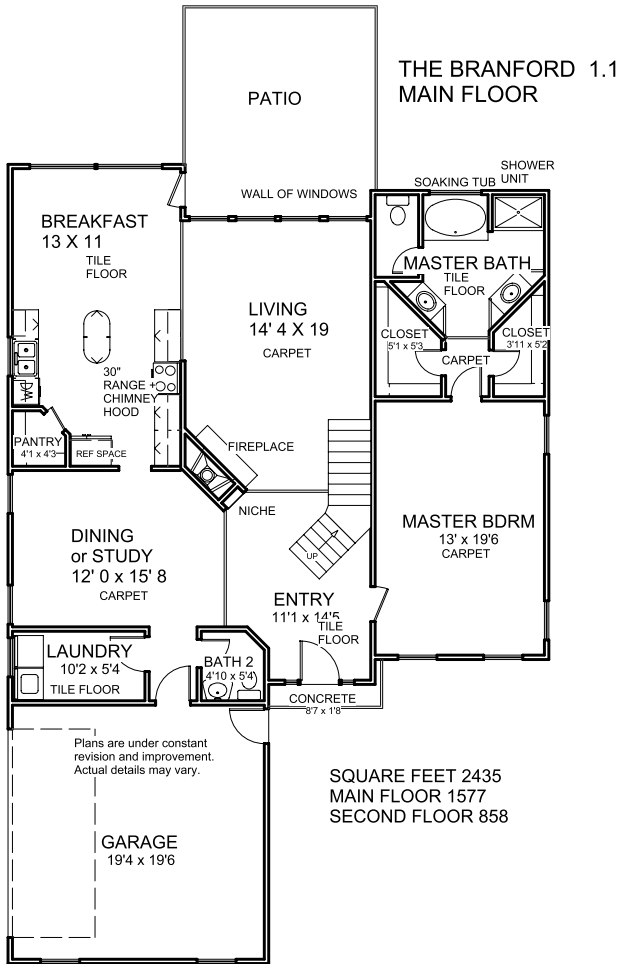 THE BRANFORD 1.1
MAIN FLOOR
PATIO
WALL OF WINDOWS
SOAKING TUB
SHOWER
UNIT
BREAKFAST
13 X 11
TILE
FLOOR
MASTER BATH
TILE
FLOOR
LIVING
14' 4 X 19
CARPET
CLOSET
5'1 x 5'3
CARPET
CLOSET
3'11 x 5'2
30"
RANGE +
CHIMNEY
HOOD
DW
PANTRY
4'1 x 4'3
REF SPACE
FIREPLACE
NICHE
UP
MASTER BDRM
13' x 19'6
CARPET
DINING
or STUDY
12' 0 x 15' 8
CARPET
ENTRY
11'1 x 14'5
TILE
FLOOR
LAUNDRY
10'2 x 5'4
TILE FLOOR
BATH 2
4'10 x 5'4
CONCRETE
8'7 x 1'8
Plans are under constant
revision and improvement.
Actual details may vary.
SQUARE FEET 2435
MAIN FLOOR 1577
SECOND FLOOR 858
GARAGE
19'4 x 19'6